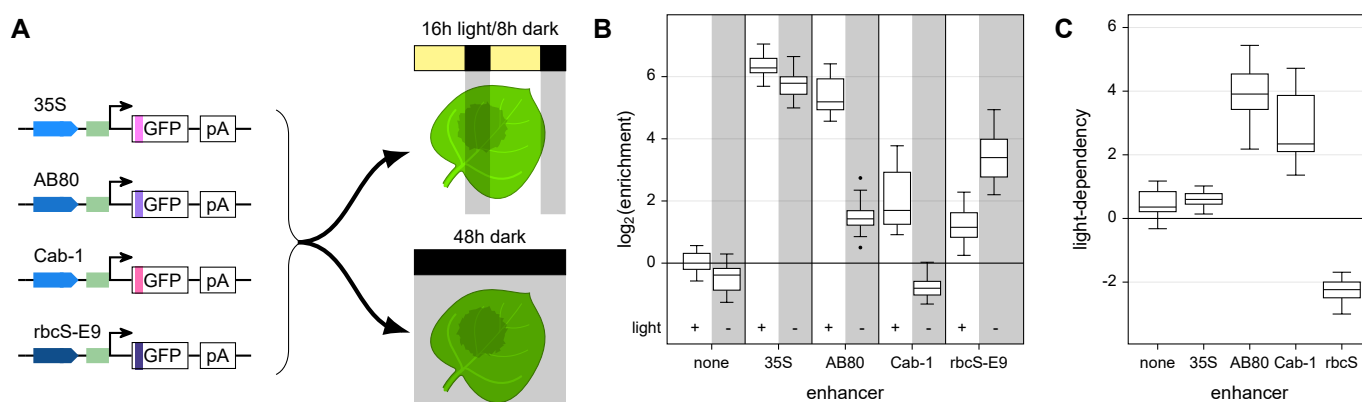 A
35S
GFP pA
AB80
GFP pA
Cab-1
GFP pA
rbcS-E9
GFP pA
16h light/8h dark
48h dark
B
log2(enrichment)
6
4
2
0
light + - + - + - + - + -
none 35S AB80 Cab-1 rbcS-E9
enhancer
C
light-dependency
6
4
2
0
-2
none 35S AB80 Cab-1 rbcS
enhancer